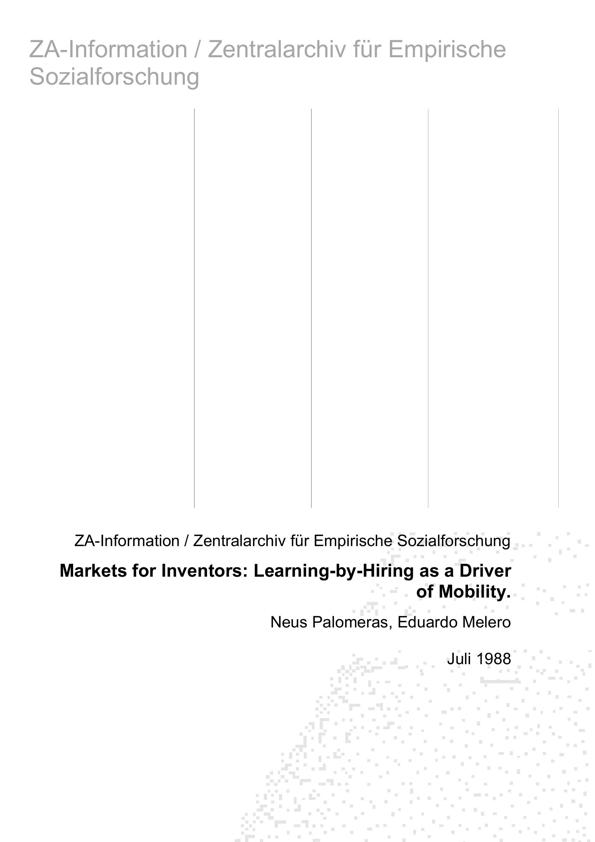 ZA-Information / Zentralarchiv für Empirische
Sozialforschung
ZA-Information / Zentralarchiv für Empirische Sozialforschung
Markets for Inventors: Learning-by-Hiring as a Driver
of Mobility.
Neus Palomeras, Eduardo Melero
Juli 1988